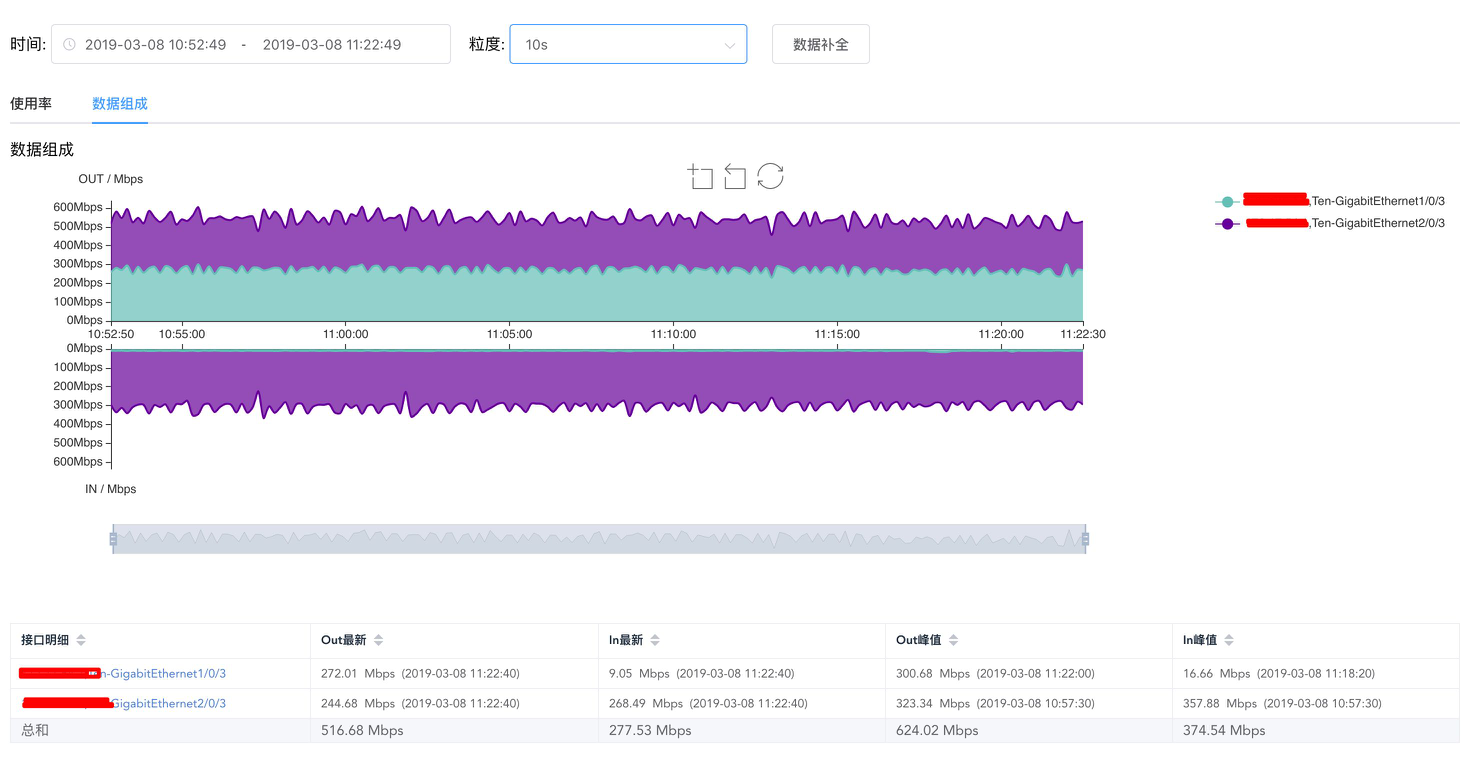 时间: 2019-03-08 10:52:49 - 2019-03-08 11:22:49 粒度: 10s 数据补全
使用率 数据组成
数据组成
OUT / Mbps
600Mbps
500Mbps
400Mbps
300Mbps
200Mbps
100Mbps
0Mbps
,Ten-GigabitEthernet1/0/3
,Ten-GigabitEthernet2/0/3
10:52:50 10:55:00 11:00:00 11:05:00 11:10:00 11:15:00 11:20:00 11:22:30
0Mbps
100Mbps
200Mbps
300Mbps
400Mbps
500Mbps
600Mbps
IN / Mbps
接口明细 Out最新 In最新 Out峰值 In峰值
n-GigabitEthernet1/0/3 272.01 Mbps (2019-03-08 11:22:40) 9.05 Mbps (2019-03-08 11:22:40) 300.68 Mbps (2019-03-08 11:22:00) 16.66 Mbps (2019-03-08 11:18:20)
GigabitEthernet2/0/3 244.68 Mbps (2019-03-08 11:22:40) 268.49 Mbps (2019-03-08 11:22:40) 323.34 Mbps (2019-03-08 10:57:30) 357.88 Mbps (2019-03-08 10:57:30)
总和 516.68 Mbps 277.53 Mbps 624.02 Mbps 374.54 Mbps